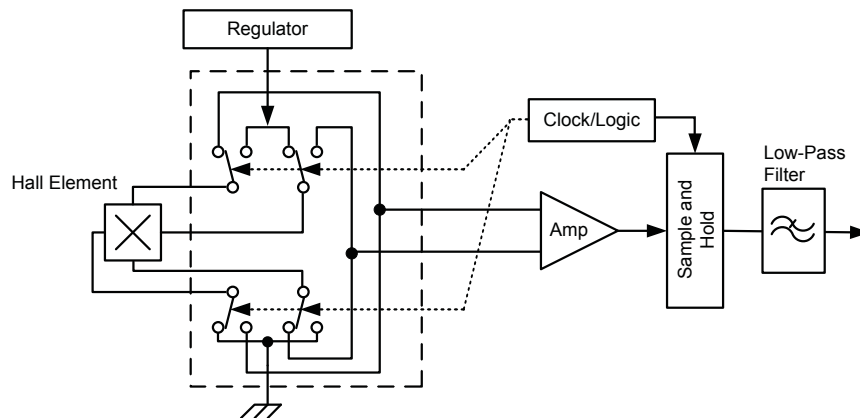 Regulator
Clock/Logic
Low-Pass
Filter
Hall Element
Amp
Sample and
Hold